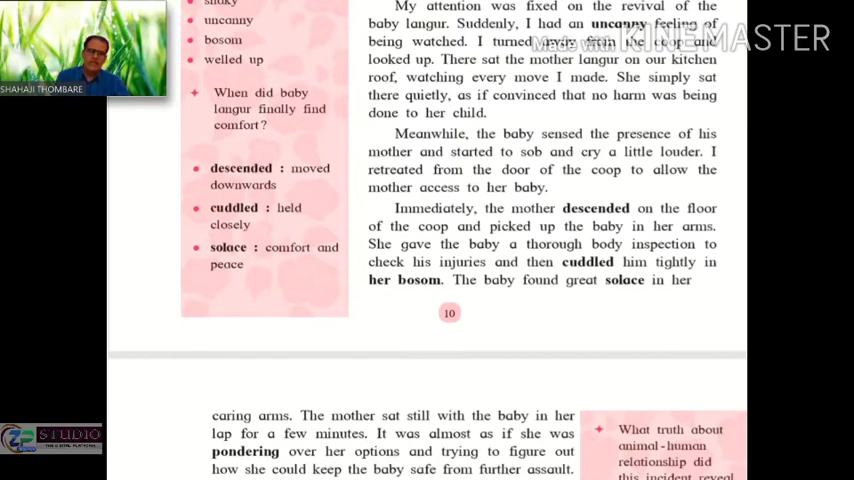 shaky
uncanny
bosom
welled up
When did baby
langur finally find
comfort?
descended : moved
downwards
cuddled : held
closely
solace : comfort and
peace
My attention was fixed on the revival of the
baby langur. Suddenly, I had an uncanny feeling of
being watched. I turned away from the coop and
looked up. There sat the mother langur on our kitchen
roof, watching every move I made. She simply sat
there quietly, as if convinced that no harm was being
done to her child.
Meanwhile, the baby sensed the presence of his
mother and started to sob and cry a little louder. I
retreated from the door of the coop to allow the
mother access to her baby.
Immediately, the mother descended on the floor
of the coop and picked up the baby in her arms.
She gave the baby a thorough body inspection to
check his injuries and then cuddled him tightly in
her bosom. The baby found great solace in her
10
caring arms. The mother sat still with the baby in her
lap for a few minutes. It was almost as if she was
pondering over her options and trying to figure out
how she could keep the baby safe from further assault.
What truth about
animal-human
relationship did
this incident reveal
SHAHAJI THOMBARE
Made with KINEMASTER
STUDIO